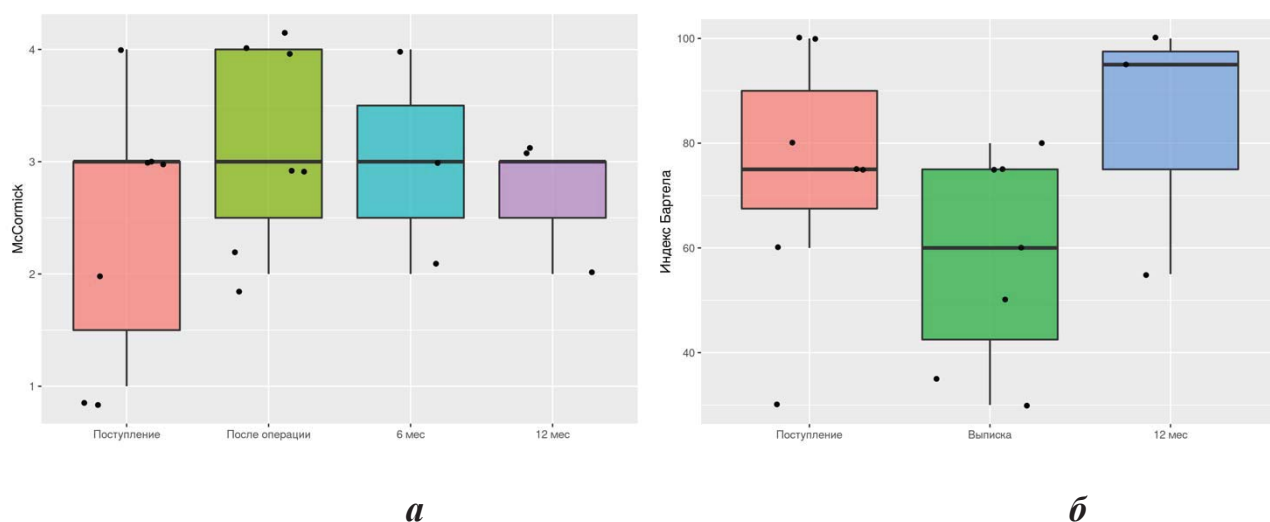 McCormick
4
3
2
1
Поступление
После операции
6 мес
12 мес
а
Индекс Бартела
100
80
60
40
Поступление
Выписка
12 мес
б